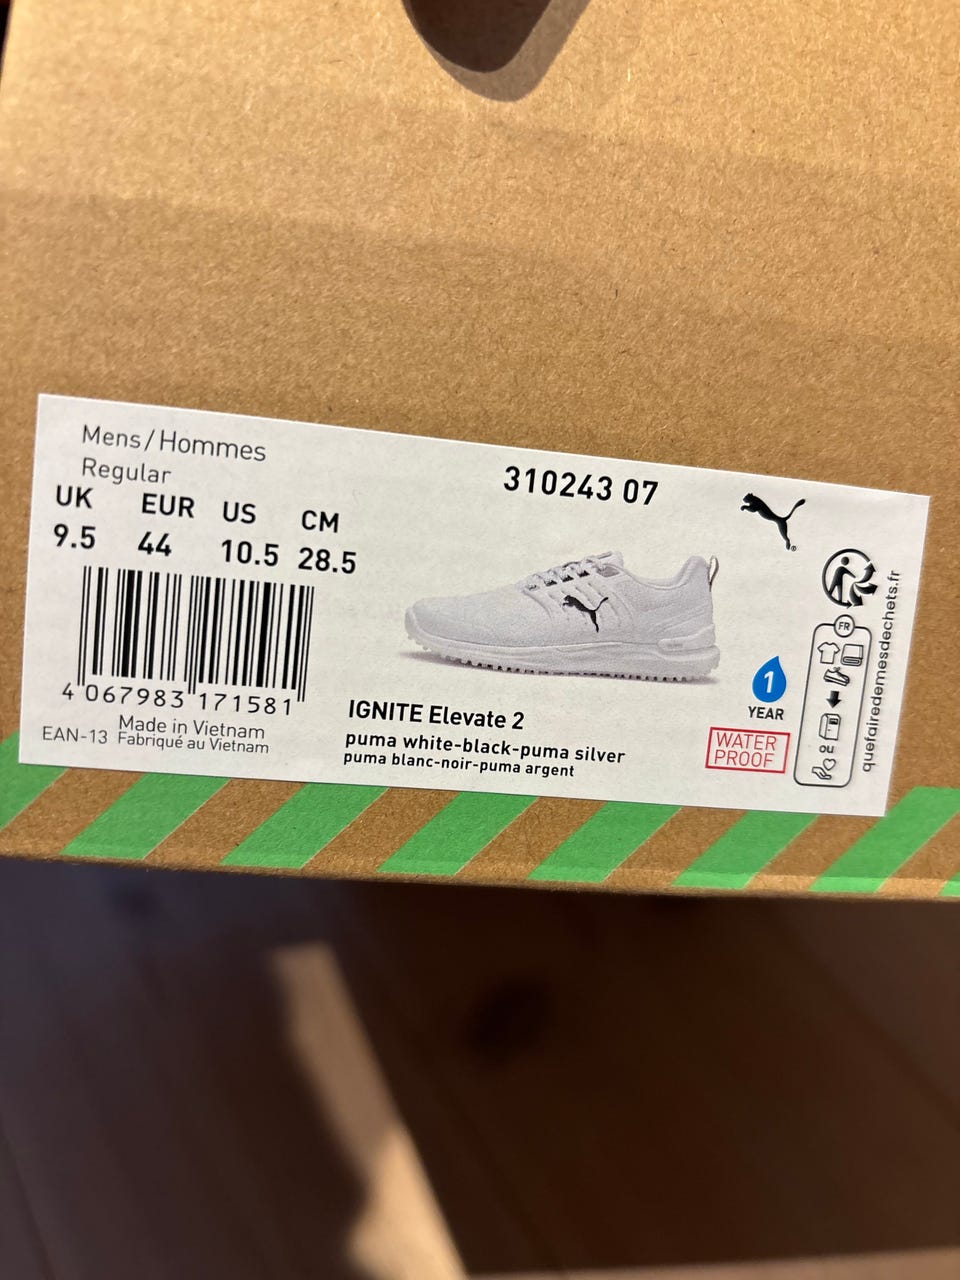 Mens/Hommes
Regular
UK EUR US CM
9.5 44 10.5 28.5
4 067983 171581
EAN-13 Made in Vietnam
Fabriqué au Vietnam
310243 07
IGNITE Elevate 2
puma white-black-puma silver
puma blanc-noir-puma argent
1
YEAR
WATER
PROOF
FR
OU
quefairedemesdechets.fr